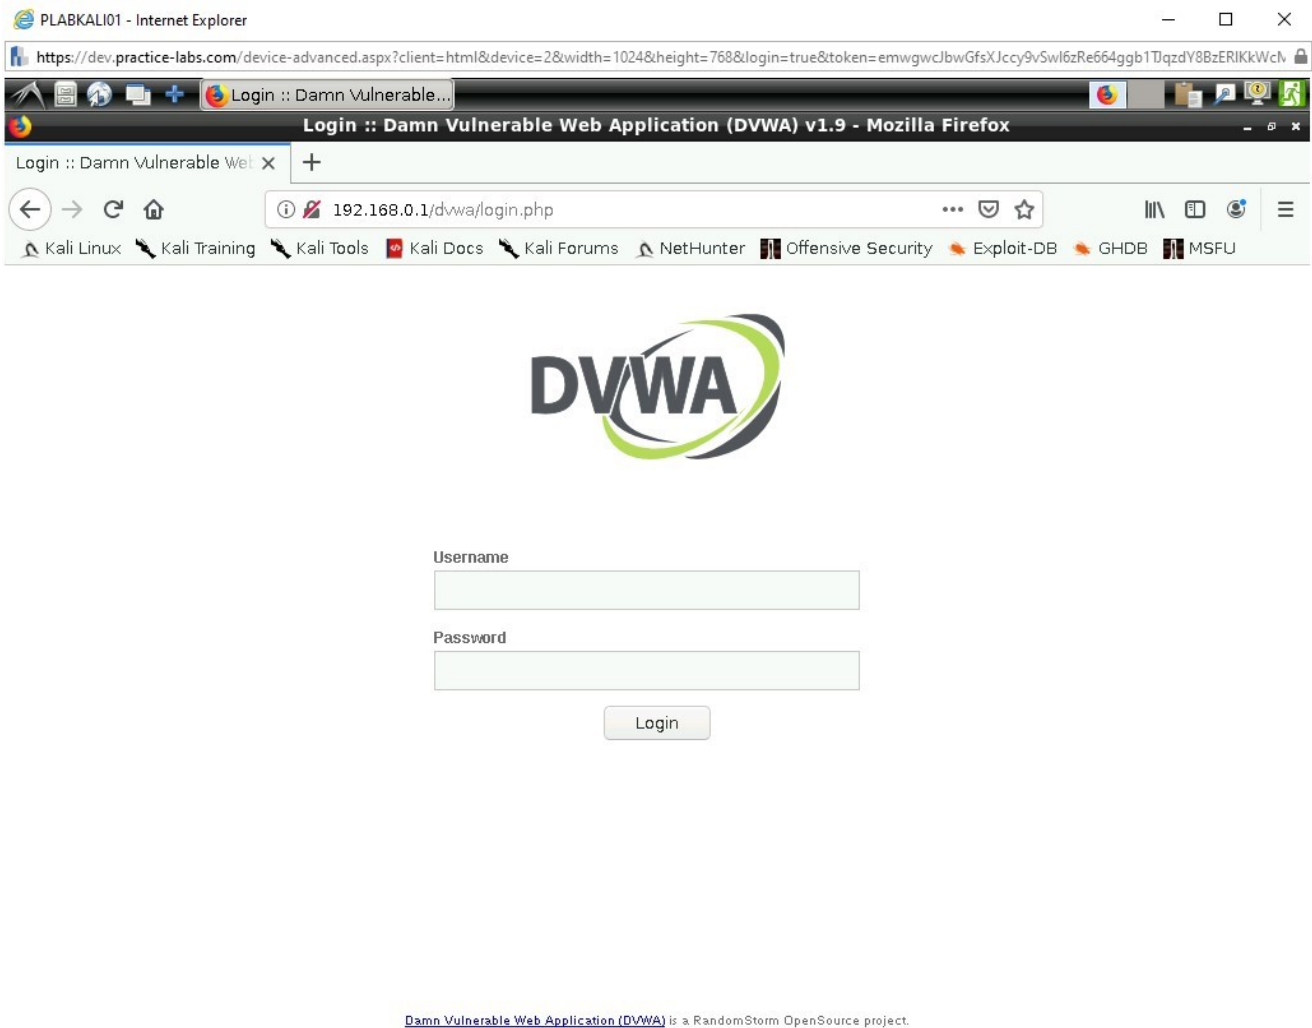 PLABKALI01 - Internet Explorer
https://dev.practice-labs.com/device-advanced.aspx?client=html&device=2&width=1024&height=768&login=true&token=
Login :: Damn Vulnerable...
Login :: Damn Vulnerable Web Application (DVWA) v1.9 - Mozilla Firefox
Login :: Damn Vulnerable Web
192.168.0.1/dvwa/login.php
Kali Linux Kali Training Kali Tools Kali Docs Kali Forums NetHunter Offensive Security Exploit-DB GHDB MSFU
DVWA
Username
Password
Login
Damn Vulnerable Web Application (DVWA) is a RandomStorm OpenSource project.